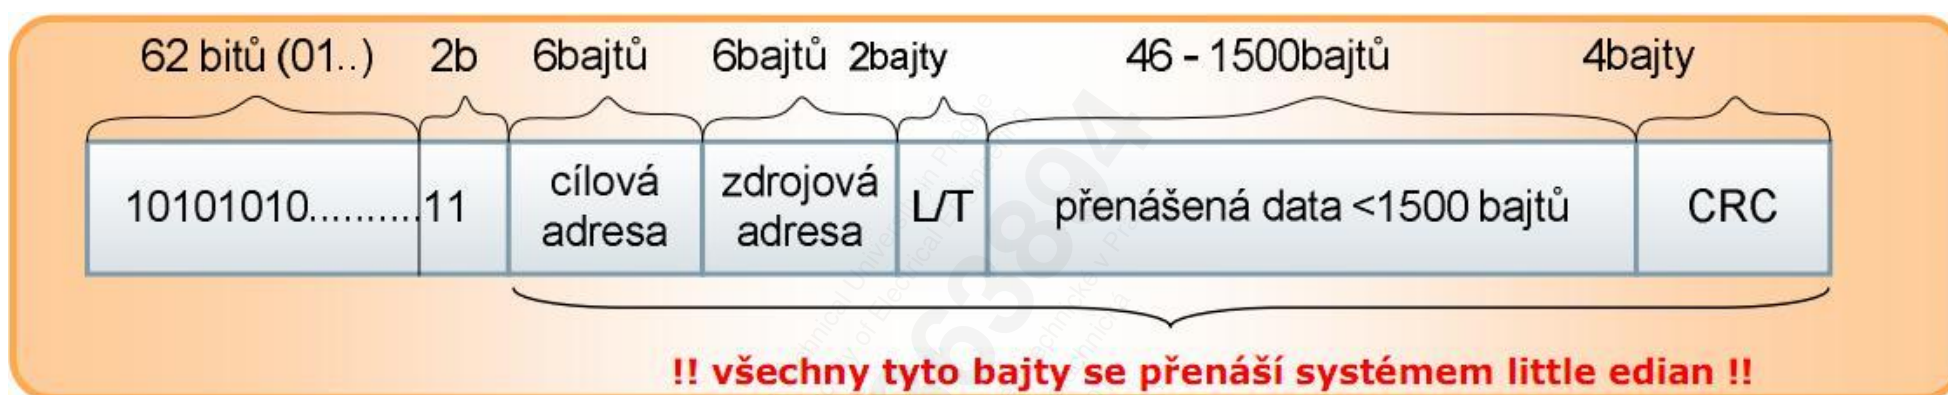 62 bitů (01..) 2b 6bajtů 6bajtů 2bajty 46 - 1500bajtů 4bajty
10101010..........11 cílová adresa zdrojová adresa L/T přenášená data <1500 bajtů CRC
!! všechny tyto bajty se přenáší systémem little edian !!
63894